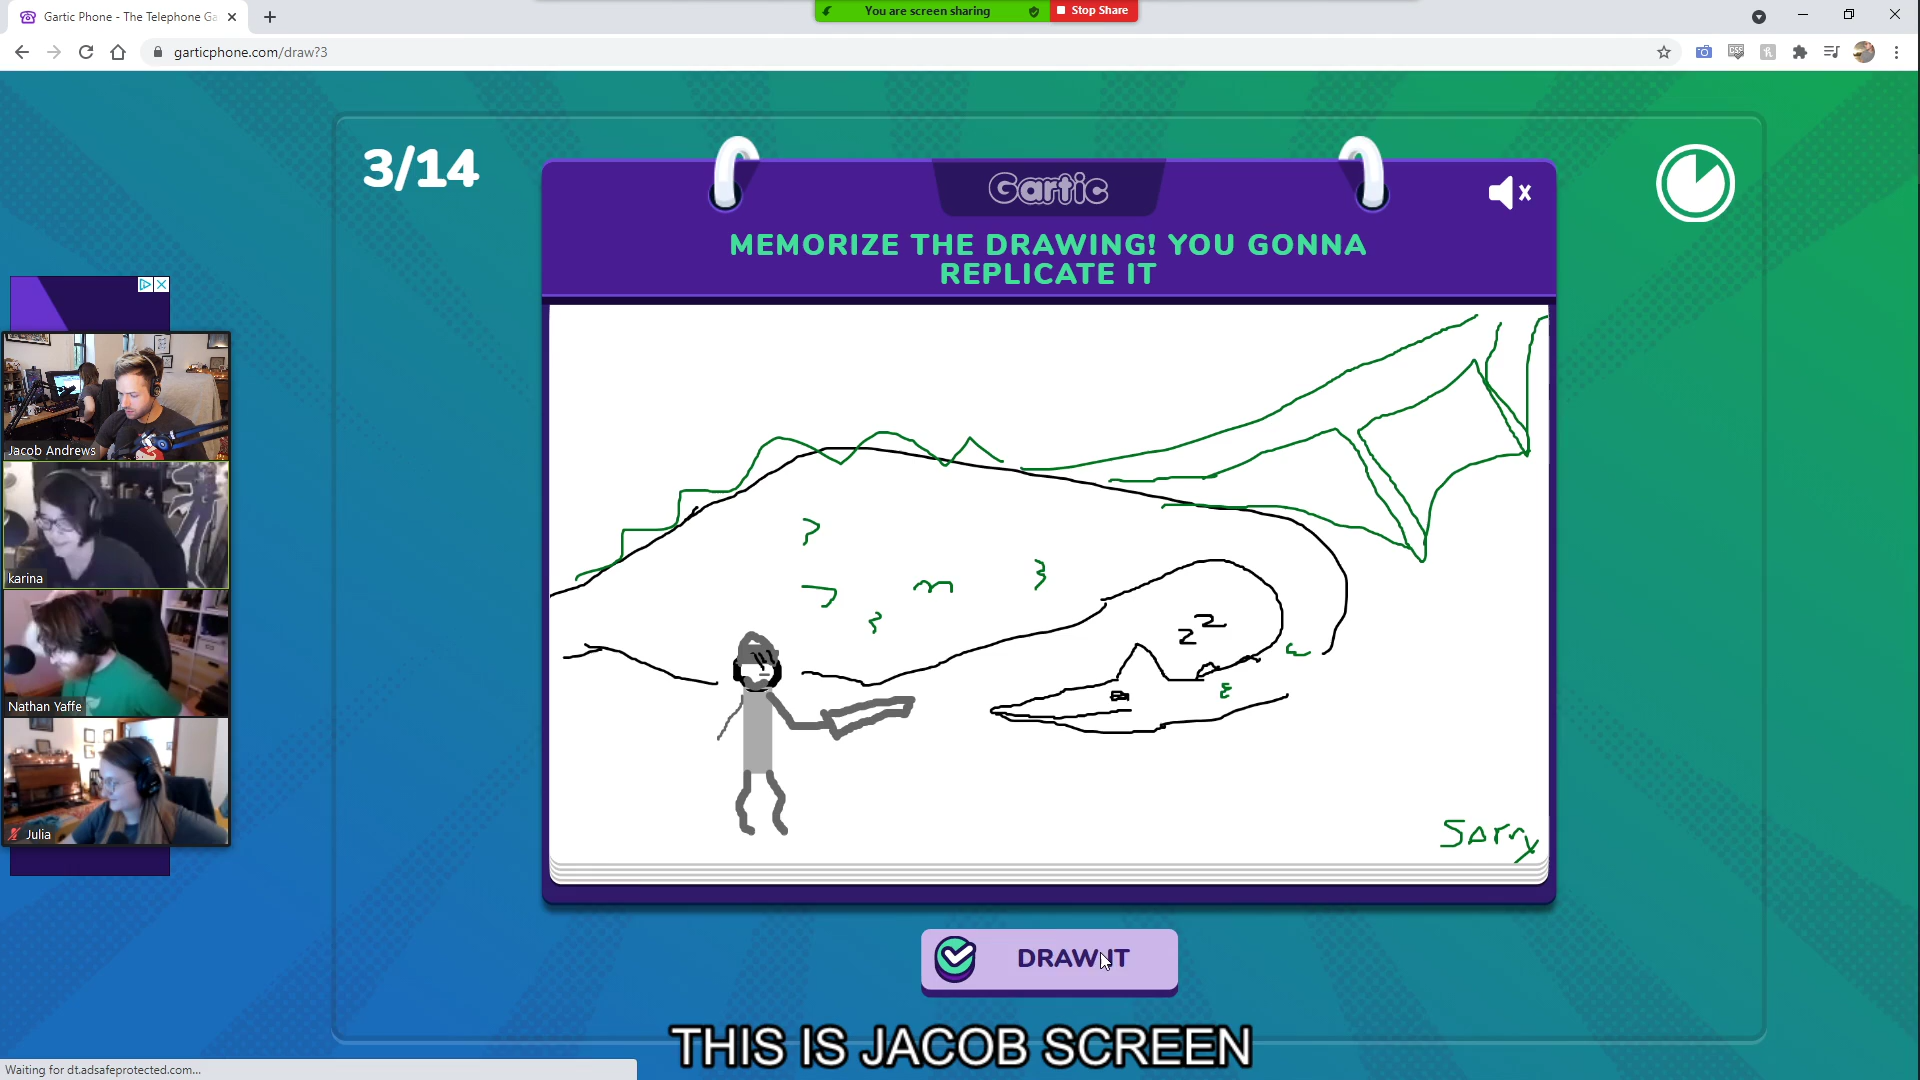 Gartic Phone - The Telephone Ga
You are screen sharing
Stop Share
garticphone.com/draw?3
3/14
Gartic
MEMORIZE THE DRAWING! YOU GONNA
REPLICATE IT
Jacob Andrews
karina
Nathan Yaffe
Julia
z Z
Sorry
DRAW IT
THIS IS JACOB SCREEN
Waiting for dt.adsafeprotected.com...